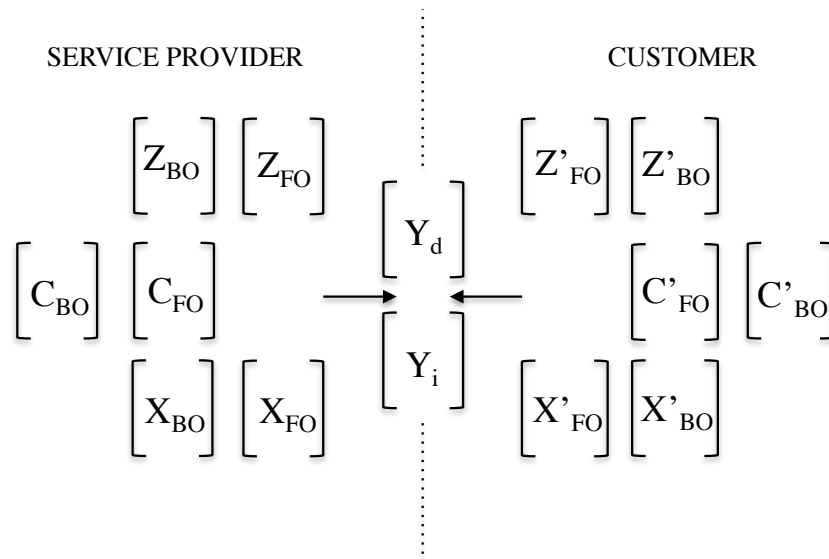 SERVICE PROVIDER CUSTOMER
Z_BO Z_FO Z'_FO Z'_BO
Y_d
C_BO C_FO C'_FO C'_BO
Y_i
X_BO X_FO X'_FO X'_BO